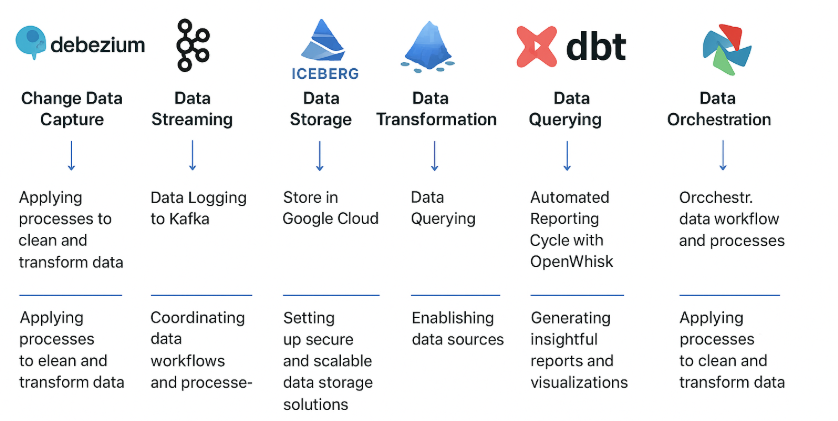 debezium
ICEBERG
dbt
Change Data
Capture
Data
Streaming
Data
Storage
Data
Transformation
Data
Querying
Data
Orchestration
Applying
processes to
clean and
transform data
Data Logging
to Kafka
Store in
Google Cloud
Data
Querying
Automated
Reporting
Cycle with
OpenWhisk
Orcchestr.
data workflow
and processes
Applying
processes
to elean and
transform data
Coordinating
data
workflows
and processe-
Setting
up secure
and scalable
data storage
solutions
Enablishing
data sources
Generating
insightful
reports and
visualizations
Applying
processes
to clean and
transform data